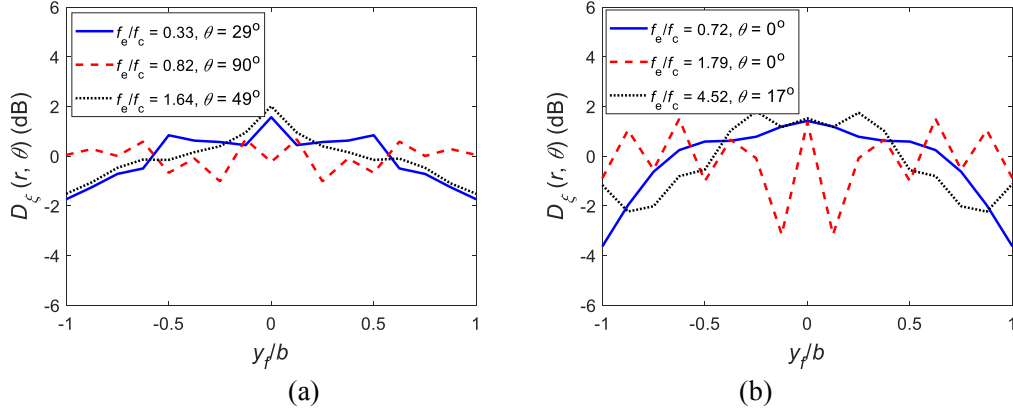 6
4
2
0
-2
-4
-6
-1
-0.5
0
0.5
1
y_f/b
D_ξ (r, θ) (dB)
f_e/f_c = 0.33, θ = 29°
f_e/f_c = 0.82, θ = 90°
f_e/f_c = 1.64, θ = 49°
(a)
6
4
2
0
-2
-4
-6
-1
-0.5
0
0.5
1
y_f/b
D_ξ (r, θ) (dB)
f_e/f_c = 0.72, θ = 0°
f_e/f_c = 1.79, θ = 0°
f_e/f_c = 4.52, θ = 17°
(b)